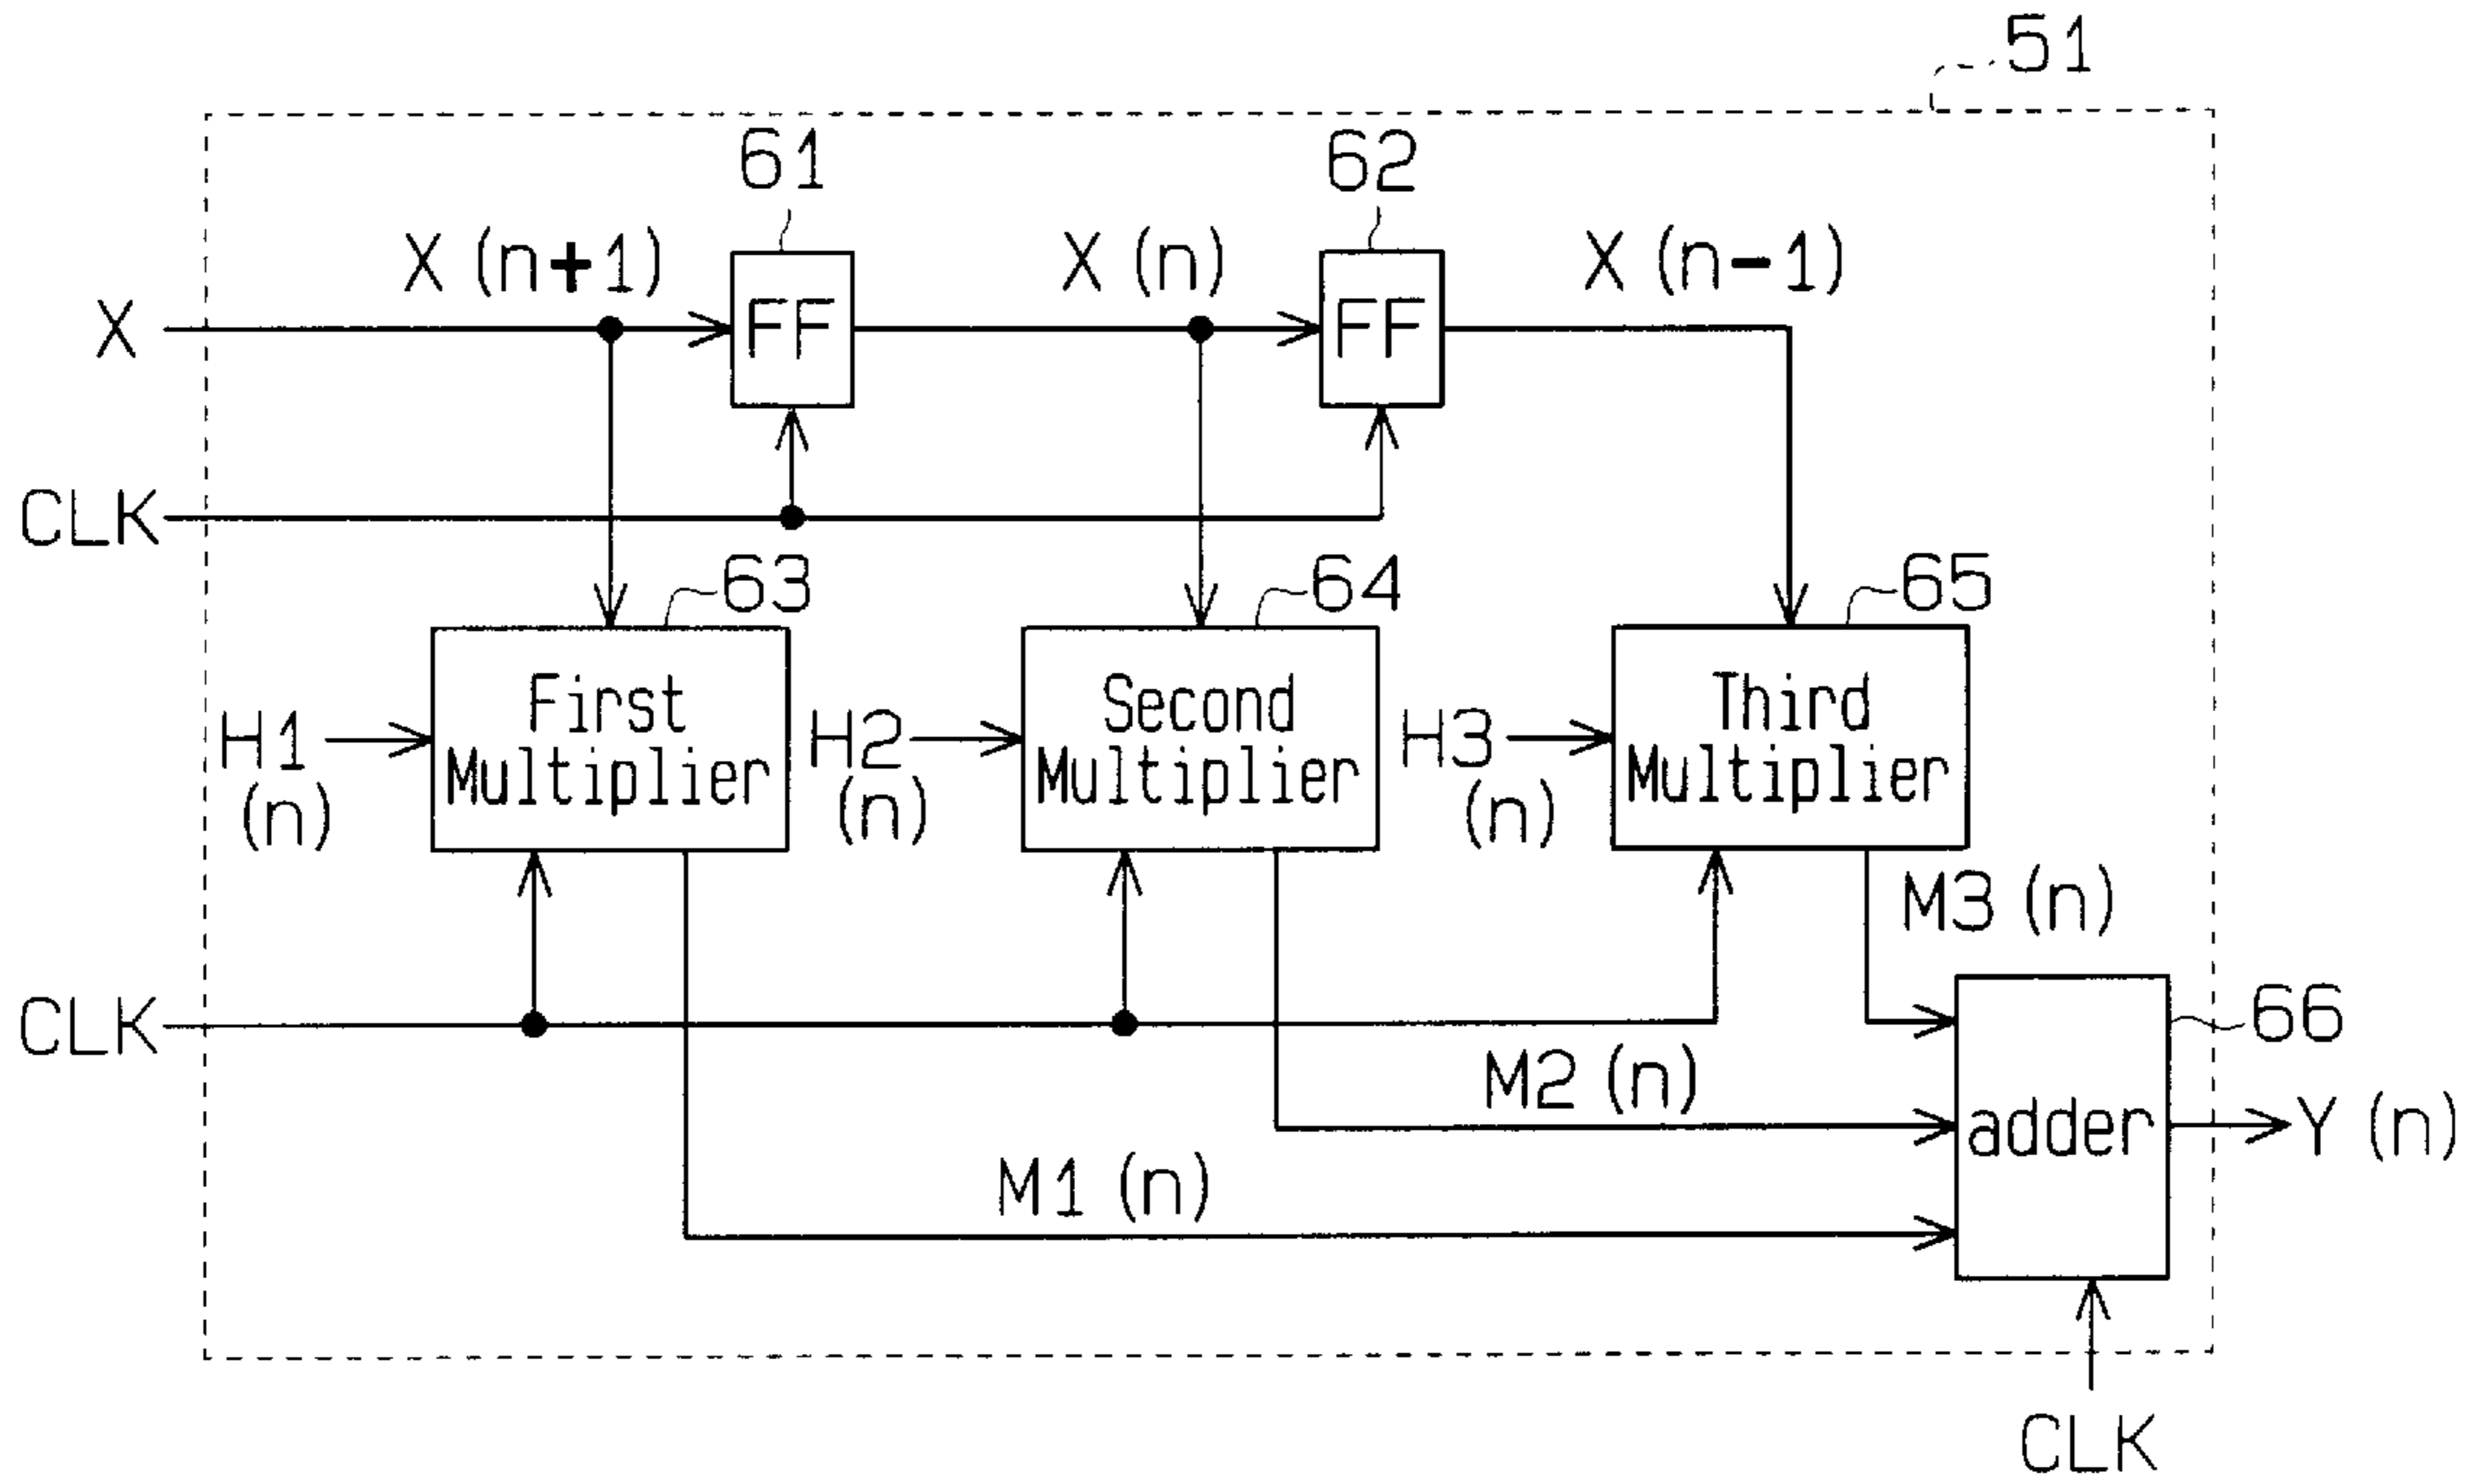 51
61
62
X (n+1)
X (n)
X (n-1)
X
FF
FF
CLK
63
64
65
H1
(n)
First
Multiplier
H2
(n)
Second
Multiplier
H3
(n)
Third
Multiplier
M3 (n)
CLK
66
M2 (n)
adder
Y (n)
M1 (n)
CLK